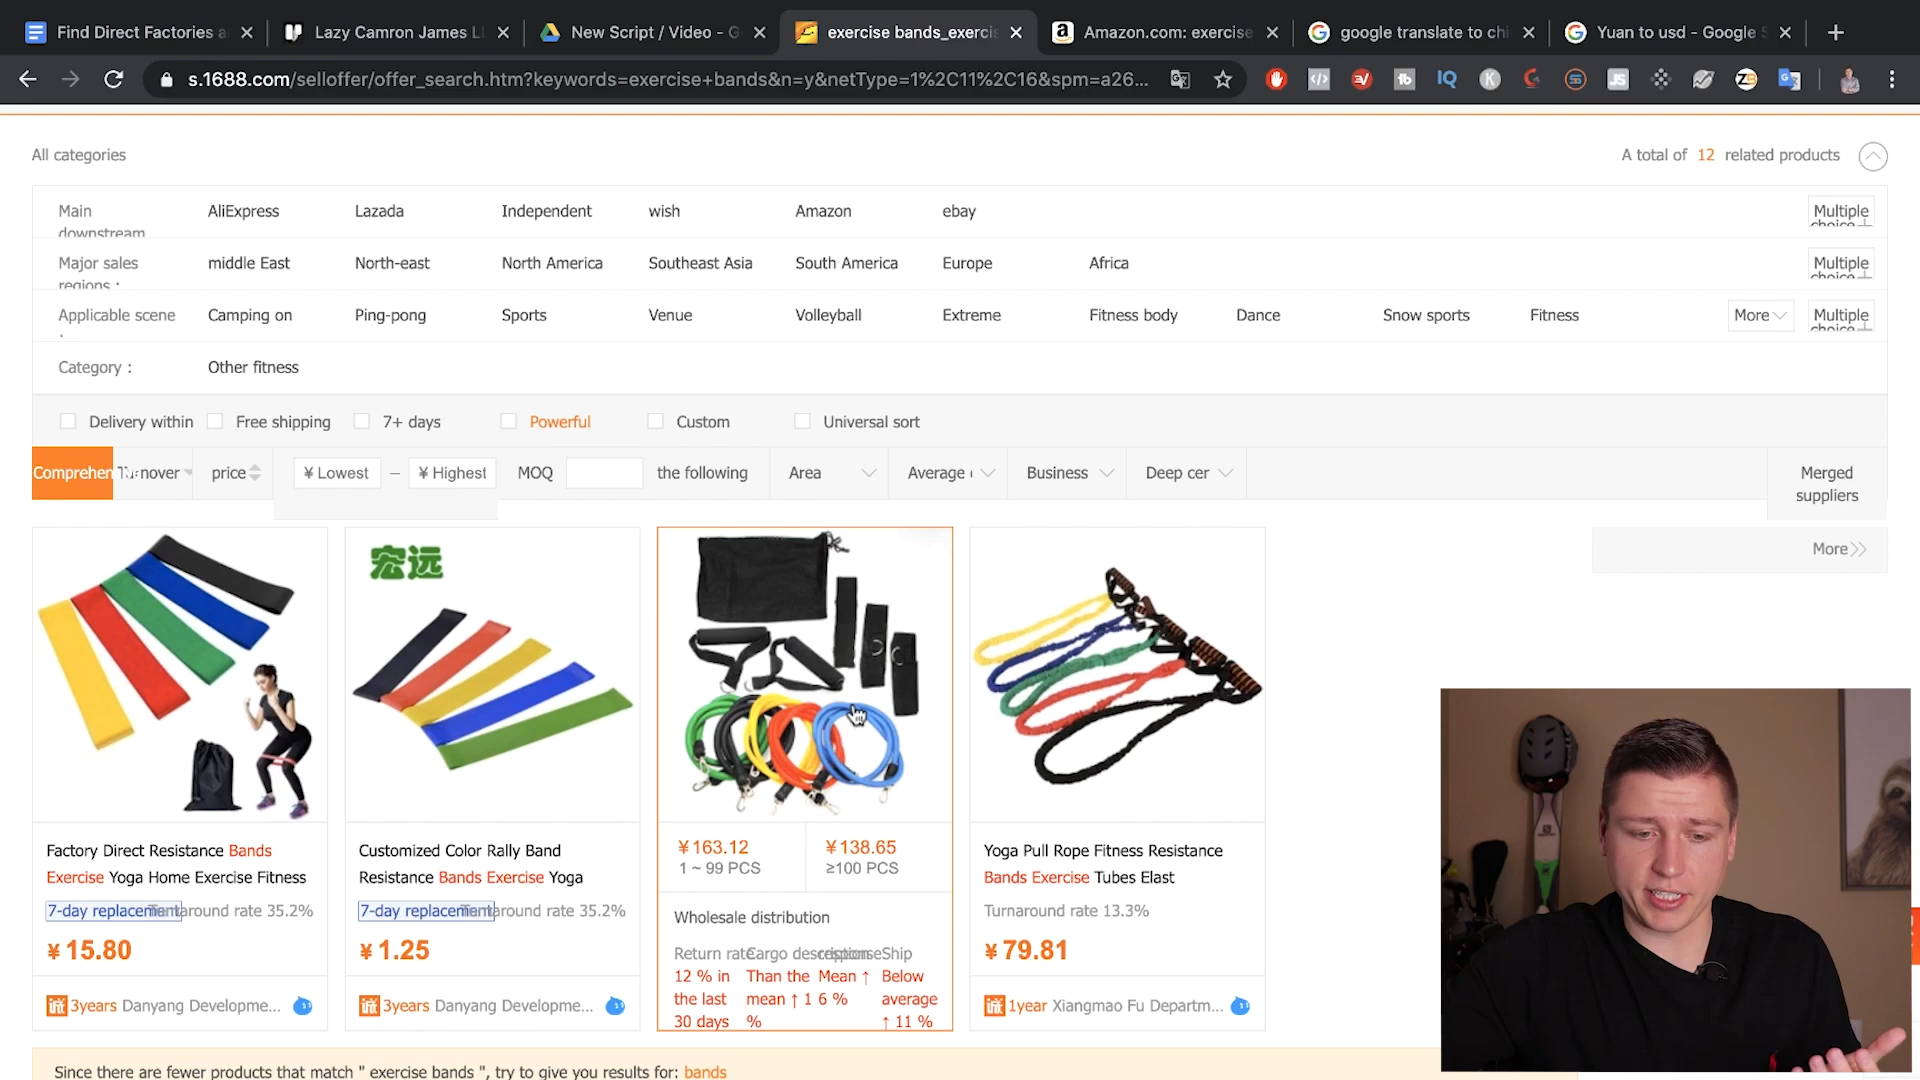 Find Direct Factories a
Lazy Camron James LL
New Script / Video - G
exercise bands_exercis
Amazon.com: exercise
google translate to chi
Yuan to usd - Google S
s.1688.com/selloffer/offer_search.htm?keywords=exercise+bands&n=y&netType=1%2C11%2C16&spm=a26...
All categories
A total of 12 related products
Main downstream
AliExpress Lazada Independent wish Amazon ebay
Multiple choice
Major sales regions :
middle East North-east North America Southeast Asia South America Europe Africa
Multiple choice
Applicable scene :
Camping on Ping-pong Sports Venue Volleyball Extreme Fitness body Dance Snow sports Fitness
More
Multiple choice
Category : Other fitness
Delivery within Free shipping 7+ days Powerful Custom Universal sort
price ¥ Lowest – ¥ Highest MOQ the following Area Average Business Deep cer
Merged
suppliers
More
宏远
Factory Direct Resistance Bands
Exercise Yoga Home Exercise Fitness
7-day replacement
rate 35.2%
¥ 15.80
3years Danyang Developme...
Customized Color Rally Band
Resistance Bands Exercise Yoga
7-day replacement
rate 35.2%
¥ 1.25
3years Danyang Developme...
¥163.12
1 ~ 99 PCS
¥138.65
≥100 PCS
Wholesale distribution
Return rate
Ship
12 % in
the last
30 days
Than the
mean ↑ 1
%
Mean ↑
6 %
Below
average
↑ 11 %
Yoga Pull Rope Fitness Resistance
Bands Exercise Tubes Elast
Turnaround rate 13.3%
¥ 79.81
1year Xiangmao Fu Departm...
Since there are fewer products that match " exercise bands ", try to give you results for: bands